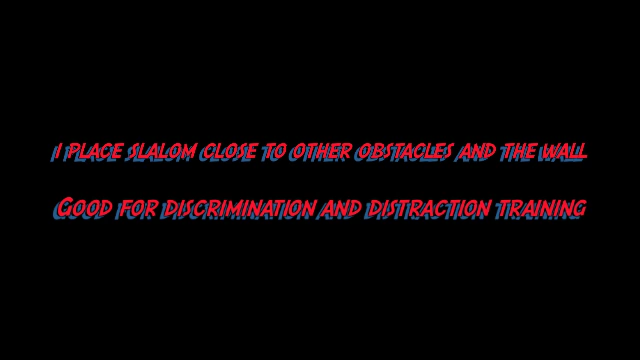 I PLACE SLALOM CLOSE TO OTHER OBSTACLES AND THE WALL
GOOD FOR DISCRIMINATION AND DISTRACTION TRAINING